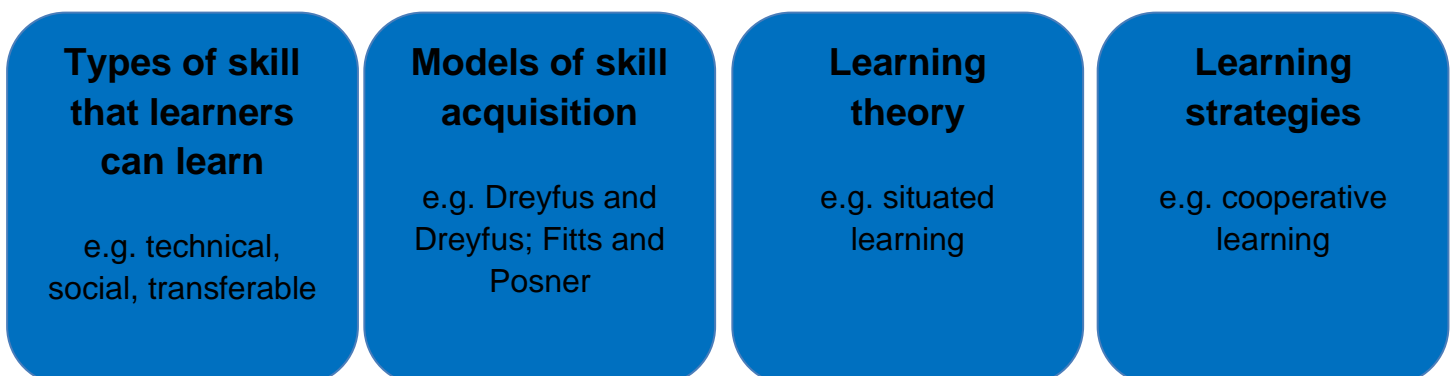 Types of skill
that learners
can learn
e.g. technical,
social, transferable
Models of skill
acquisition
e.g. Dreyfus and
Dreyfus; Fitts and
Posner
Learning
theory
e.g. situated
learning
Learning
strategies
e.g. cooperative
learning